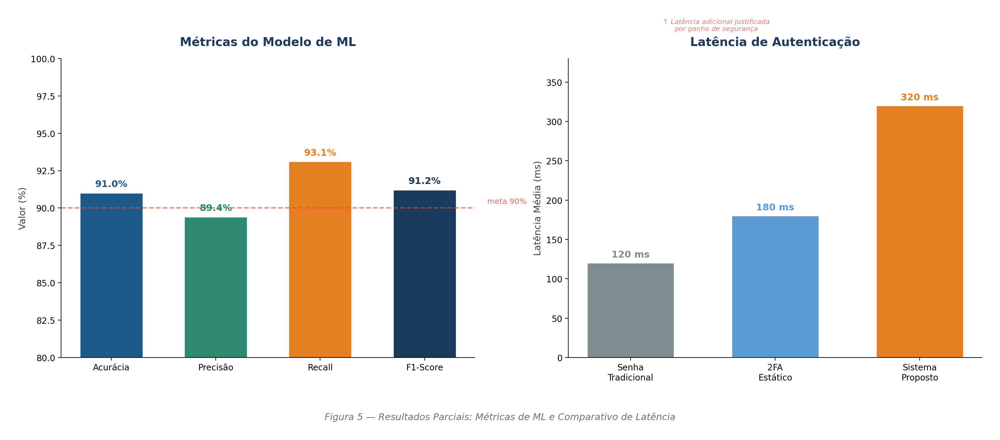 Métricas do Modelo de ML
100.0
97.5
95.0
92.5
90.0
87.5
85.0
82.5
80.0
Valor (%)
91.0%
89.4%
93.1%
91.2%
meta 90%
Acurácia
Precisão
Recall
F1-Score
↑ Latência adicional justificada
por ganho de segurança
Latência de Autenticação
350
300
250
200
150
100
50
0
Latência Média (ms)
120 ms
180 ms
320 ms
Senha
Tradicional
2FA
Estático
Sistema
Proposto
Figura 5 — Resultados Parciais: Métricas de ML e Comparativo de Latência